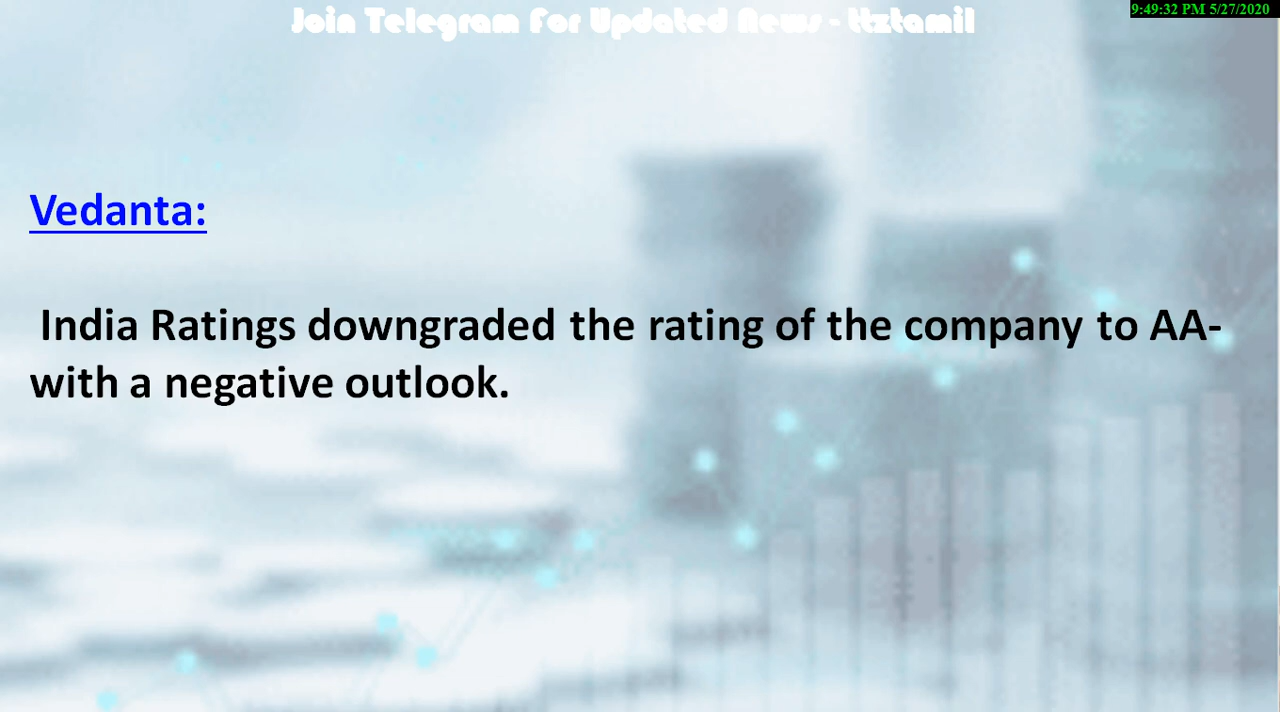 Join Telegram For Updated News - ttztamil
9:49:32 PM 5/27/2020
Vedanta:
India Ratings downgraded the rating of the company to AA-
with a negative outlook.